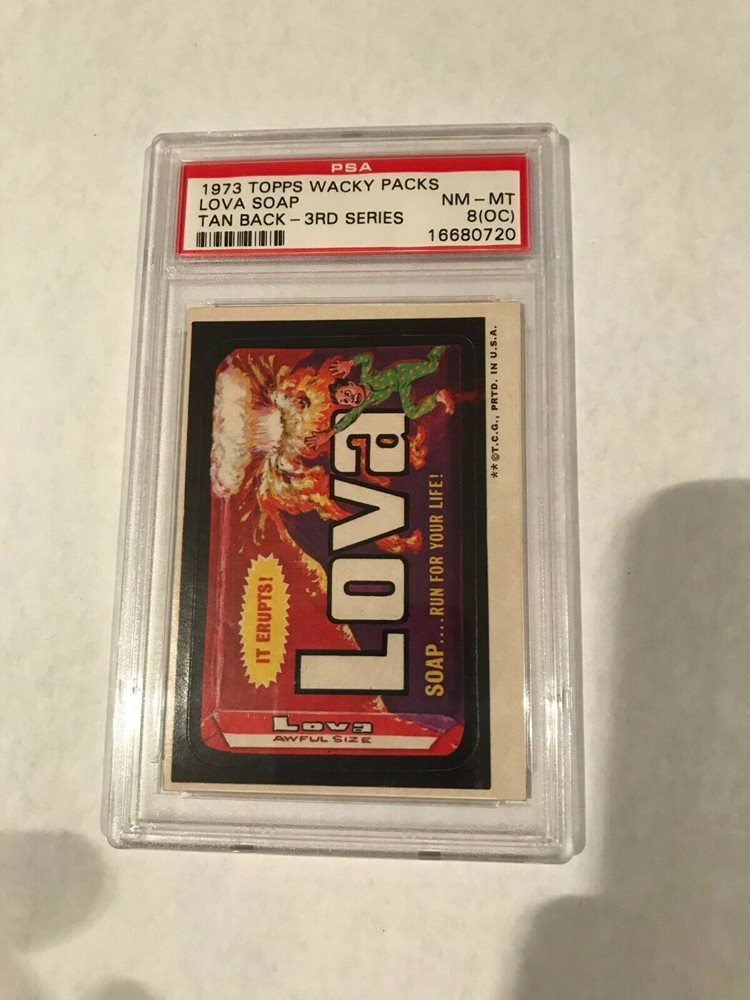 PSA
1973 TOPPS WACKY PACKS
LOVA SOAP NM - MT
TAN BACK - 3RD SERIES 8(OC)
16680720
IT ERUPTS!
Lova
SOAP....RUN FOR YOUR LIFE!
Lova
AWFUL SIZE
**©T.C.G., PRTD. IN U.S.A.